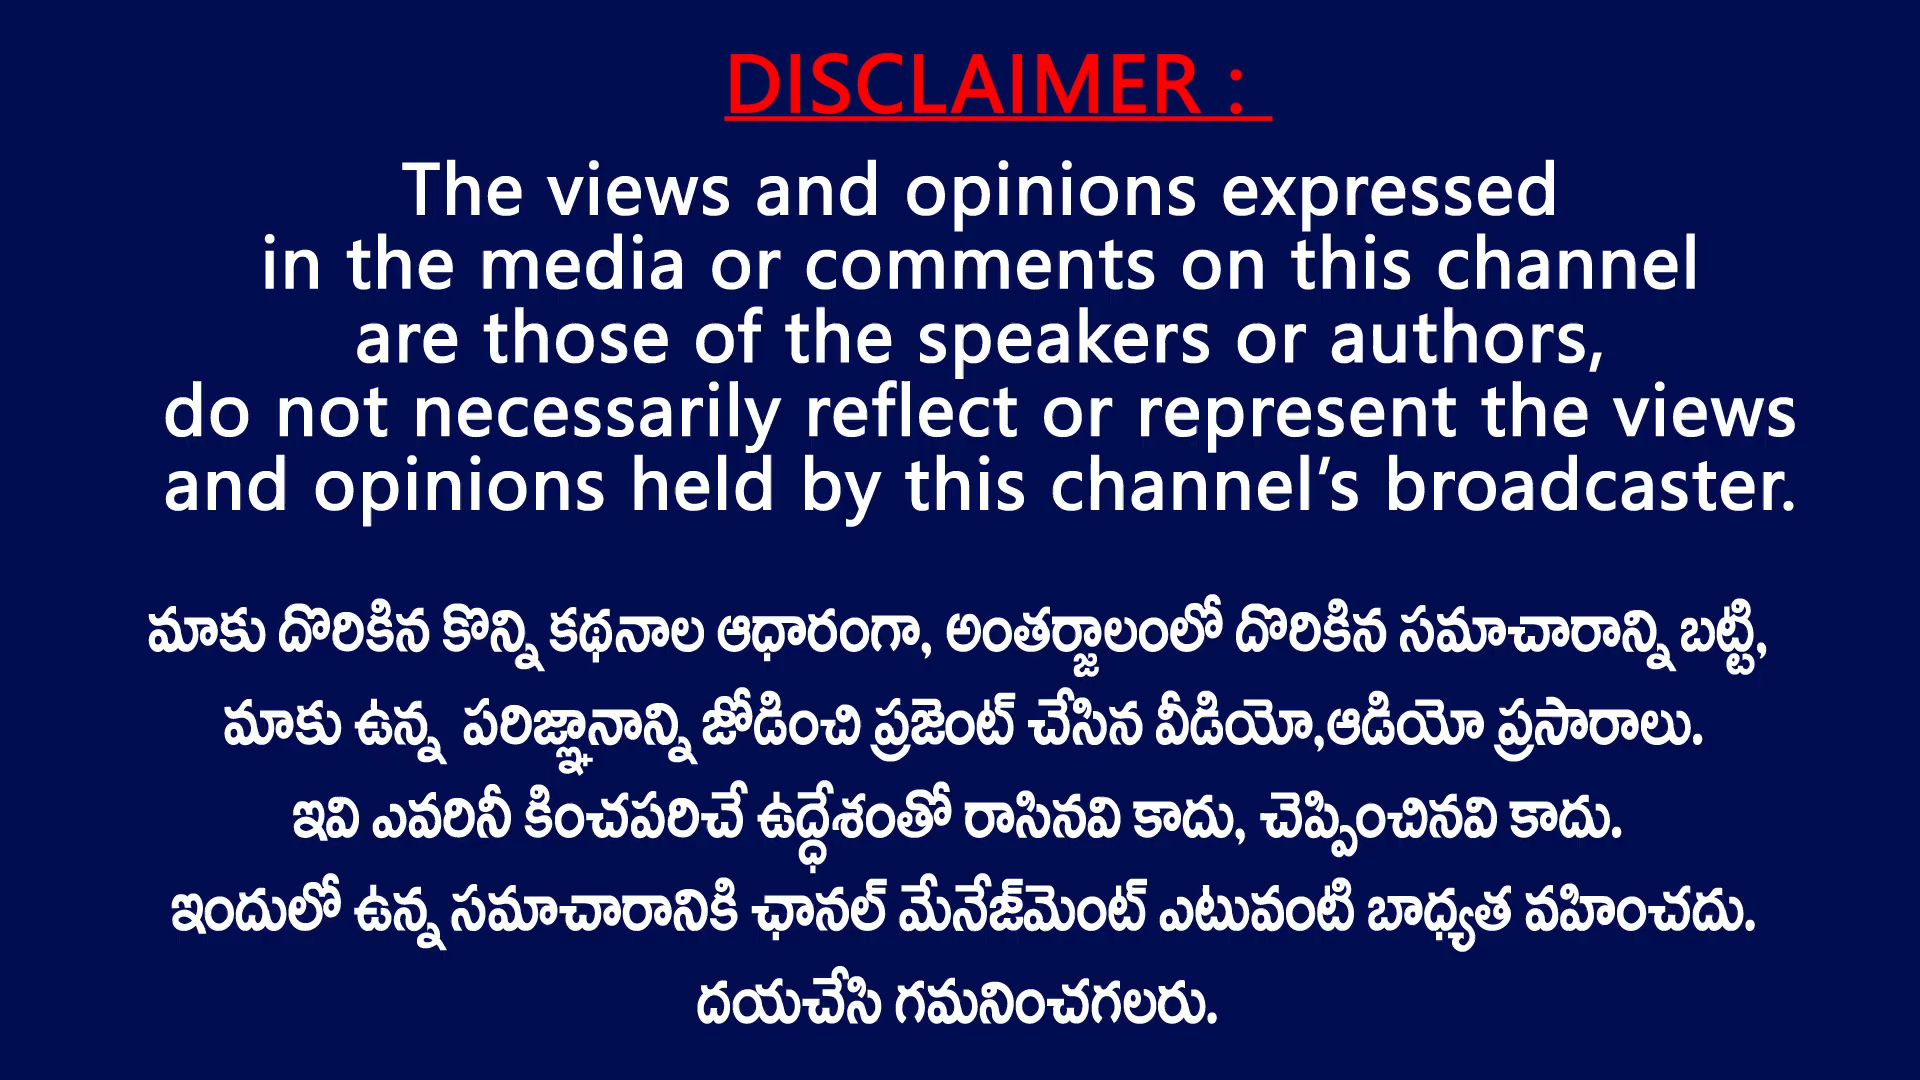 DISCLAIMER :
The views and opinions expressed
in the media or comments on this channel
are those of the speakers or authors,
do not necessarily reflect or represent the views
and opinions held by this channel’s broadcaster.
మాకు దొరికిన కొన్ని కథనాల ఆధారంగా, అంతర్జాలంలో దొరికిన సమాచారాన్ని బట్టి,
మాకు ఉన్న పరిజ్ఞానాన్ని జోడించి ప్రజెంట్ చేసిన వీడియో,ఆడియో ప్రసారాలు.
ఇవి ఎవరినీ కించపరిచే ఉద్ధేశంతో రాసినవి కాదు, చెప్పించినవి కాదు.
ఇందులో ఉన్న సమాచారానికి ఛానల్ మేనేజ్‌మెంట్ ఎటువంటి బాధ్యత వహించదు.
దయచేసి గమనించగలరు.